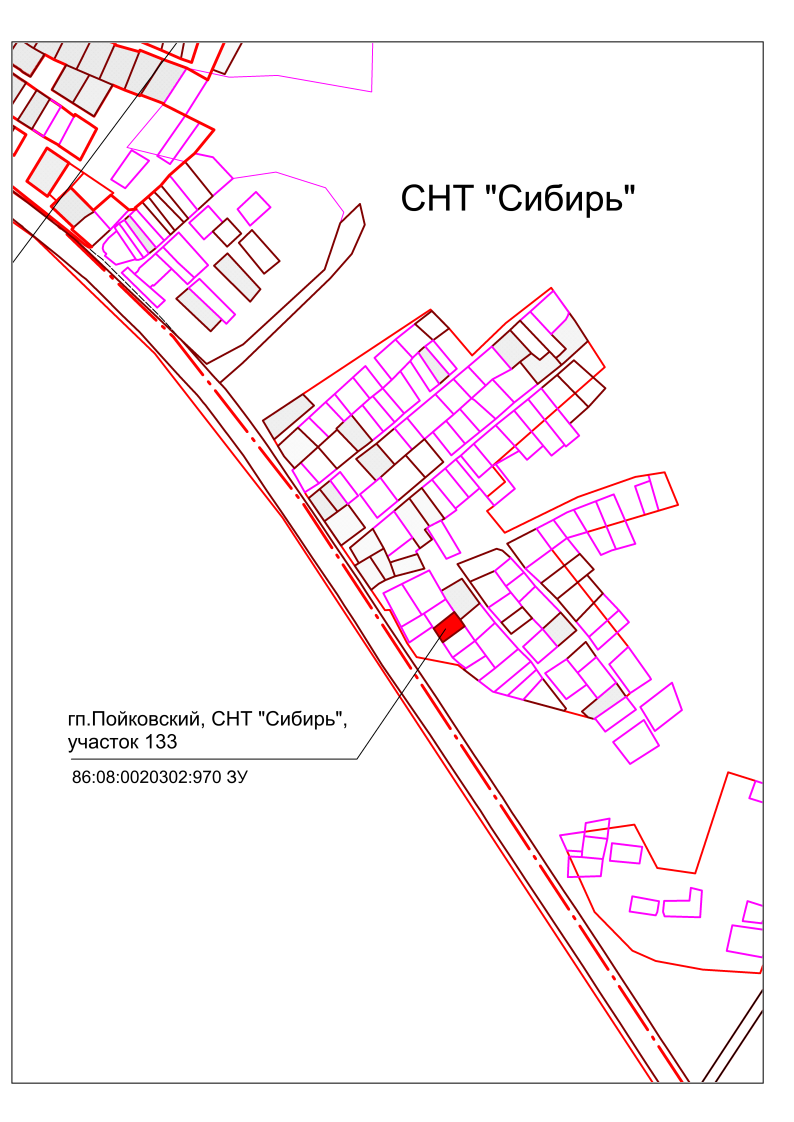 СНТ "Сибирь"
гп.Пойковский, СНТ "Сибирь",
участок 133
86:08:0020302:970 ЗУ